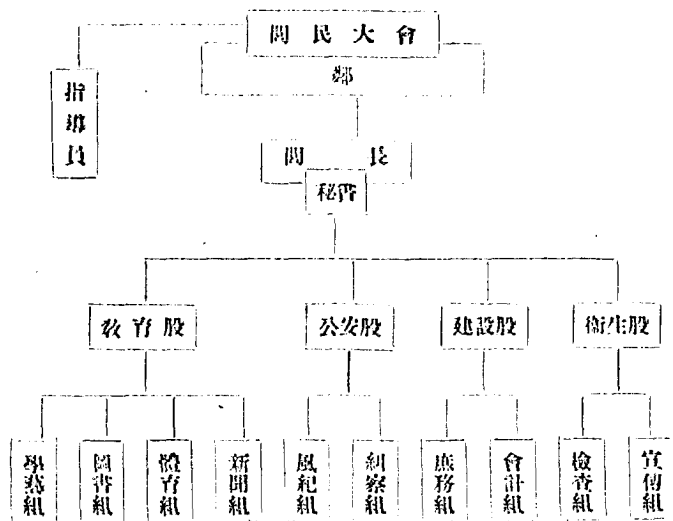 閭民大會
鄰
指導員
閭長
秘書
教育股
公安股
建設股
衛生股
學藝組
圖書組
體育組
新聞組
風紀組
糾察組
庶務組
會計組
檢查組
宣傳組